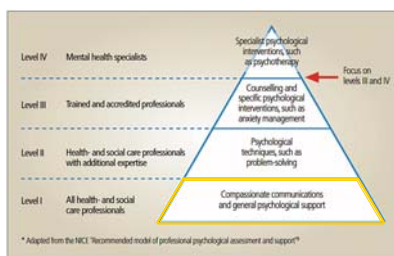 Specialist psychological
interventions, such
as psychotherapy
Level IV
Mental health specialists
Focus on
levels III and IV
Level III
Trained and accredited professionals
Counselling and
specific psychological
interventions, such as
anxiety management
Level II
Health- and social care professionals
with additional expertise
Psychological
techniques, such as
problem-solving
Level I
All health- and social
care professionals
Compassionate communications
and general psychological support
* Adapted from the NICE "Recommended model of professional psychological assessment and support"